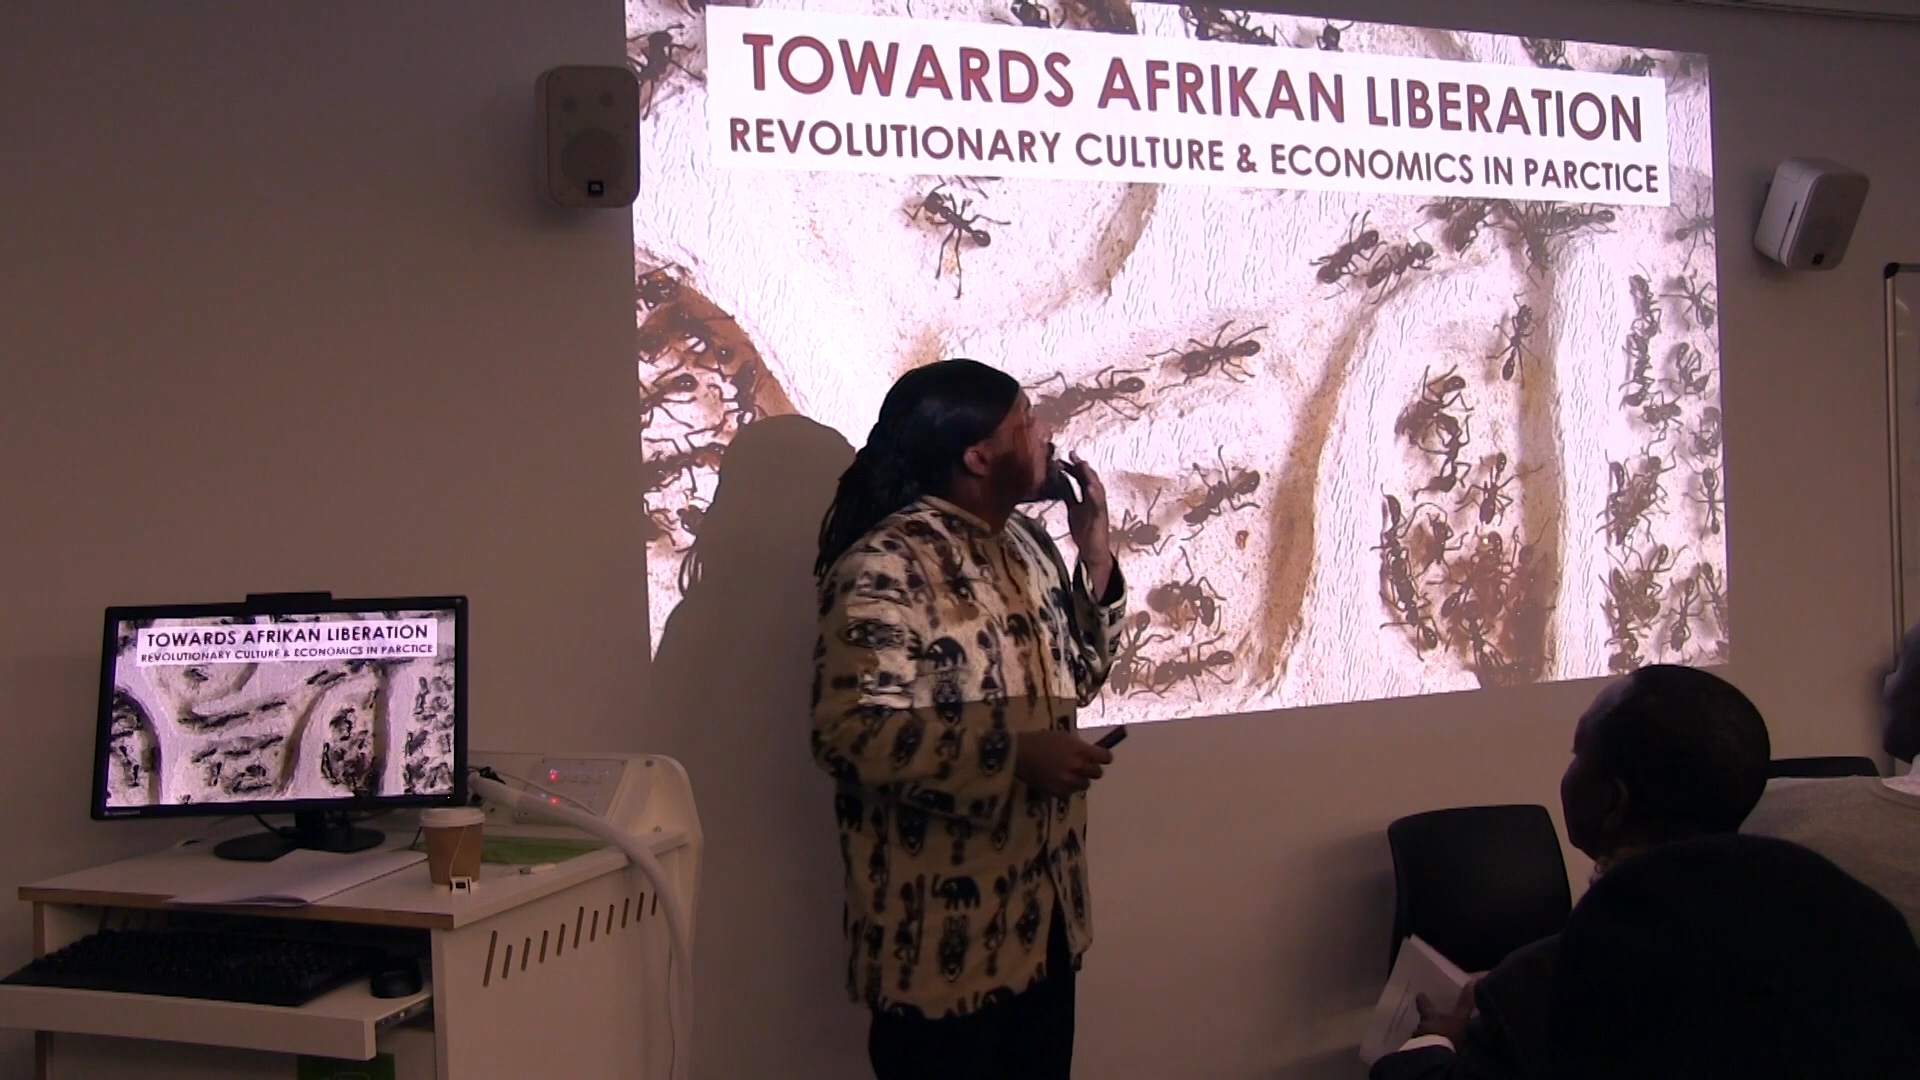 TOWARDS AFRIKAN LIBERATION
REVOLUTIONARY CULTURE & ECONOMICS IN PARCTICE
TOWARDS AFRIKAN LIBERATION
REVOLUTIONARY CULTURE & ECONOMICS IN PARCTICE